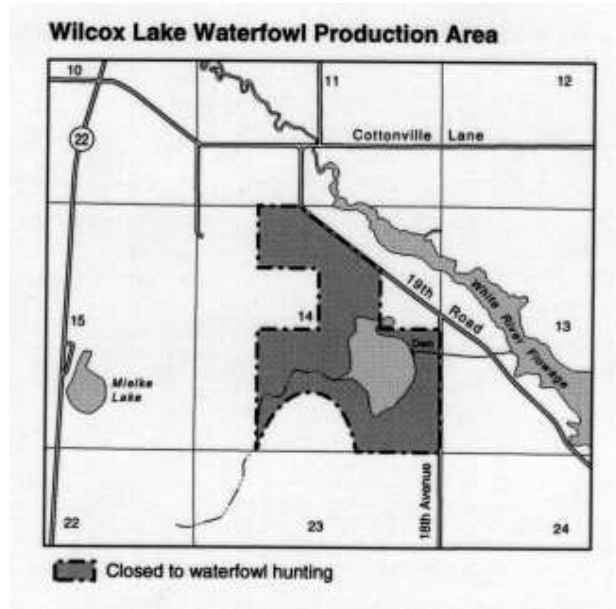 Wilcox Lake Waterfowl Production Area
10
11
12
22
Cottonville Lane
19th Road
White River Flowage
14
15
13
Dam
Mielke
Lake
18th Avenue
22
23
24
Closed to waterfowl hunting